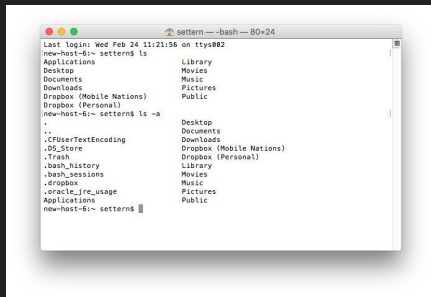 settern — -bash — 80×24
Last login: Wed Feb 24 11:21:56 on ttys002
[new-host-6:~ settern$ ls ]
Applications Library
Desktop Movies
Documents Music
Downloads Pictures
Dropbox (Mobile Nations) Public
Dropbox (Personal)
[new-host-6:~ settern$ ls -a ]
. Desktop
.. Documents
.CFUserTextEncoding Downloads
.DS_Store Dropbox (Mobile Nations)
.Trash Dropbox (Personal)
.bash_history Library
.bash_sessions Movies
.dropbox Music
.oracle_jre_usage Pictures
Applications Public
new-host-6:~ settern$